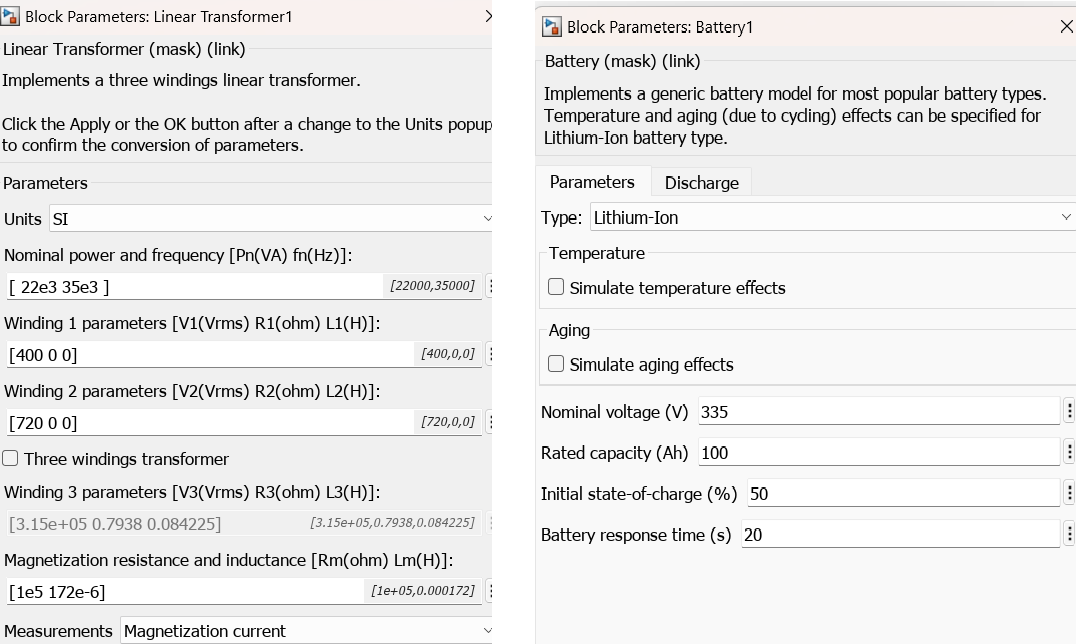 Block Parameters: Linear Transformer1
Linear Transformer (mask) (link)
Implements a three windings linear transformer.
Click the Apply or the OK button after a change to the Units popup
to confirm the conversion of parameters.
Parameters
Units SI
Nominal power and frequency [Pn(VA) fn(Hz)]:
[ 22e3 35e3 ] [22000,35000]
Winding 1 parameters [V1(Vrms) R1(ohm) L1(H)]:
[400 0 0] [400,0,0]
Winding 2 parameters [V2(Vrms) R2(ohm) L2(H)]:
[720 0 0] [720,0,0]
Three windings transformer
Winding 3 parameters [V3(Vrms) R3(ohm) L3(H)]:
[3.15e+05 0.7938 0.084225] [3.15e+05,0.7938,0.084225]
Magnetization resistance and inductance [Rm(ohm) Lm(H)]:
[1e5 172e-6] [1e+05,0.000172]
Measurements Magnetization current
Block Parameters: Battery1
Battery (mask) (link)
Implements a generic battery model for most popular battery types.
Temperature and aging (due to cycling) effects can be specified for
Lithium-Ion battery type.
Parameters Discharge
Type: Lithium-Ion
Temperature
Simulate temperature effects
Aging
Simulate aging effects
Nominal voltage (V) 335
Rated capacity (Ah) 100
Initial state-of-charge (%) 50
Battery response time (s) 20